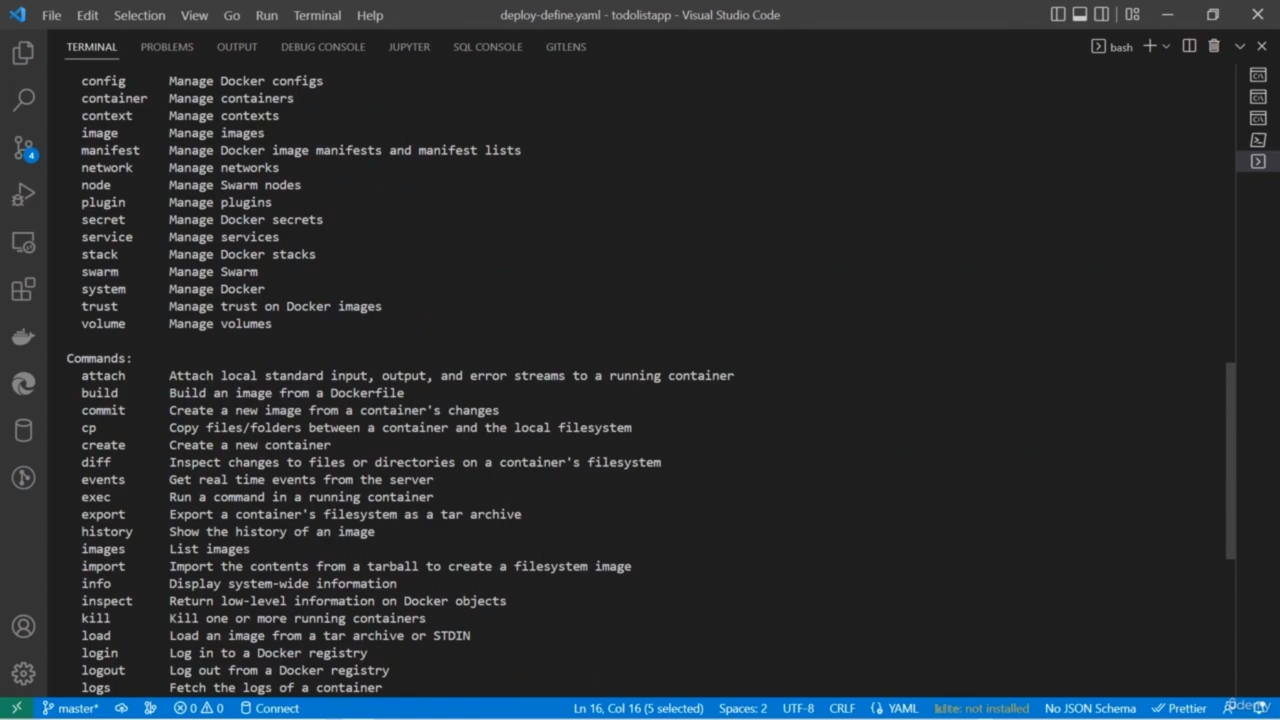 File Edit Selection View Go Run Terminal Help deploy-define.yaml - todolistapp - Visual Studio Code
TERMINAL PROBLEMS OUTPUT DEBUG CONSOLE JUPYTER SQL CONSOLE GITLENS bash
config Manage Docker configs
container Manage containers
context Manage contexts
image Manage images
manifest Manage Docker image manifests and manifest lists
network Manage networks
node Manage Swarm nodes
plugin Manage plugins
secret Manage Docker secrets
service Manage services
stack Manage Docker stacks
swarm Manage Swarm
system Manage Docker
trust Manage trust on Docker images
volume Manage volumes
Commands:
attach Attach local standard input, output, and error streams to a running container
build Build an image from a Dockerfile
commit Create a new image from a container's changes
cp Copy files/folders between a container and the local filesystem
create Create a new container
diff Inspect changes to files or directories on a container's filesystem
events Get real time events from the server
exec Run a command in a running container
export Export a container's filesystem as a tar archive
history Show the history of an image
images List images
import Import the contents from a tarball to create a filesystem image
info Display system-wide information
inspect Return low-level information on Docker objects
kill Kill one or more running containers
load Load an image from a tar archive or STDIN
login Log in to a Docker registry
logout Log out from a Docker registry
logs Fetch the logs of a container
4
master* 0 0 Connect Ln 16, Col 16 (5 selected) Spaces: 2 UTF-8 CRLF YAML kite: not installed No JSON Schema Prettier